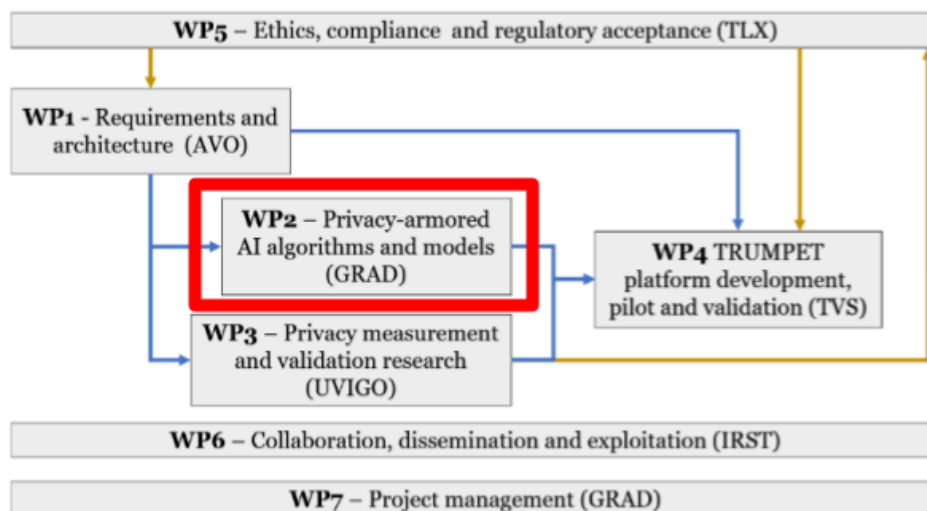 WP5 – Ethics, compliance and regulatory acceptance (TLX)
WP1 - Requirements and
architecture (AVO)
WP2 – Privacy-armored
AI algorithms and models
(GRAD)
WP4 TRUMPET
platform development,
pilot and validation (TVS)
WP3 – Privacy measurement
and validation research
(UVIGO)
WP6 – Collaboration, dissemination and exploitation (IRST)
WP7 – Project management (GRAD)